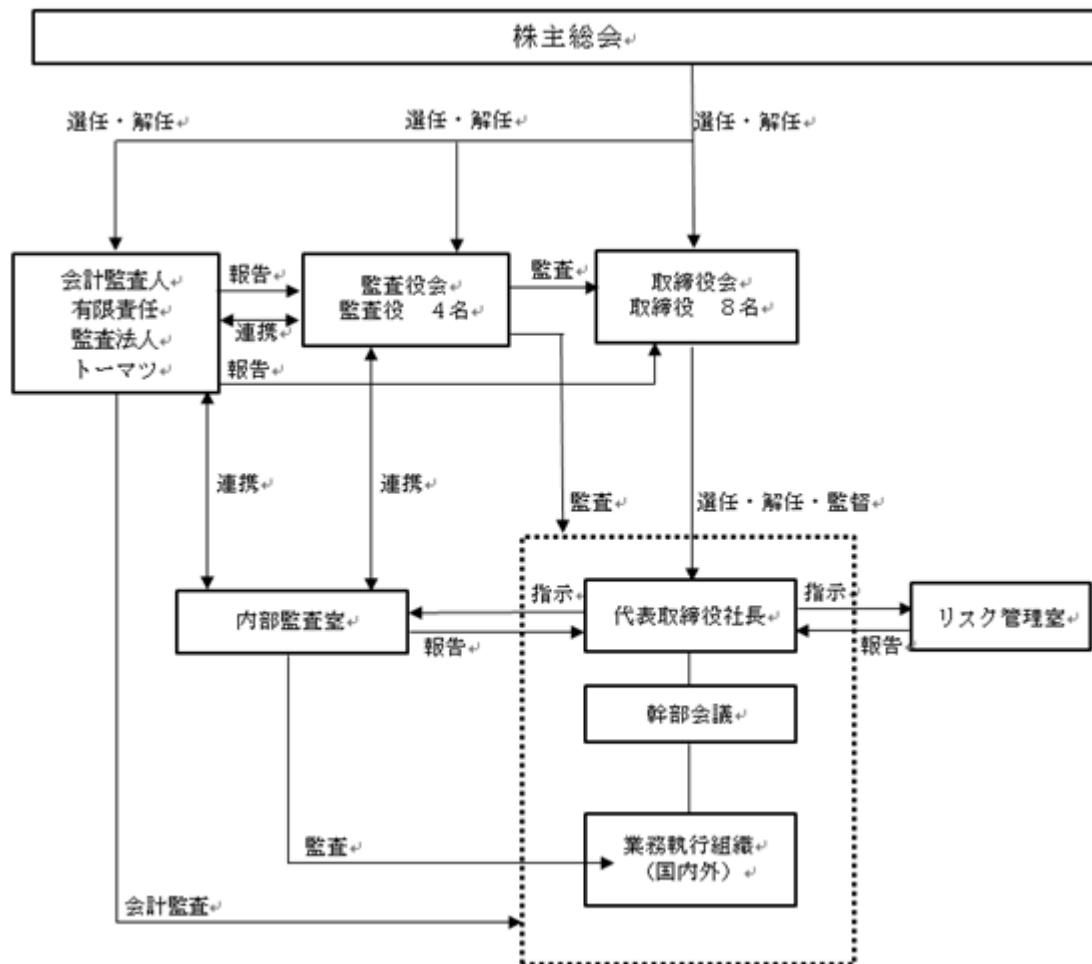 株主総会↵
選任・解任↵
選任・解任↵
選任・解任↵
会計監査人↵
有限責任↵
監査法人↵
トーマツ↵
報告↵
連携↵
報告↵
監査役会↵
監査役　４名↵
監査↵
取締役会↵
取締役　８名↵
連携↵
連携↵
監査↵
選任・解任・監督↵
内部監査室↵
指示↵
報告↵
代表取締役社長↵
指示↵
報告↵
リスク管理室↵
幹部会議↵
監査↵
業務執行組織↵
（国内外）↵
会計監査↵